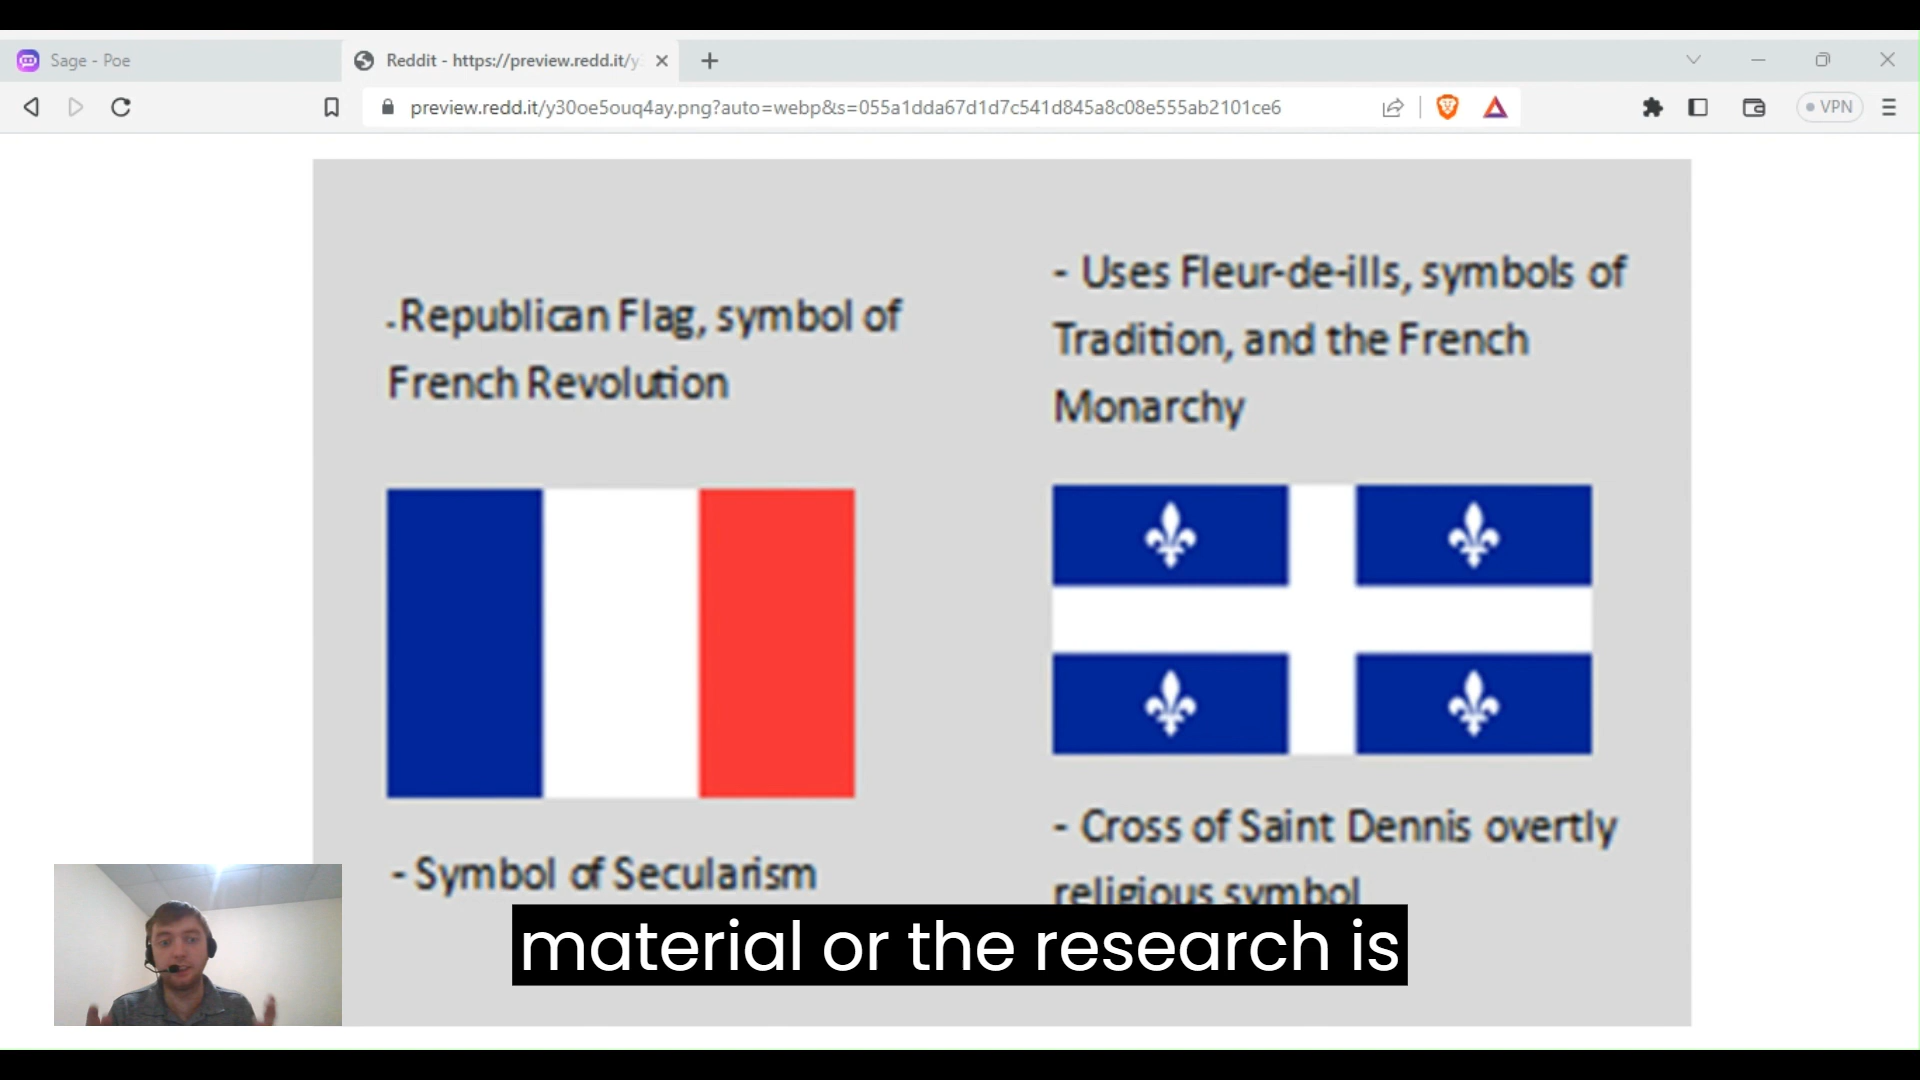 Sage - Poe
Reddit - https://preview.redd.it/y
preview.redd.it/y30oe5ouq4ay.png?auto=webp&s=055a1dda67d1d7c541d845a8c08e555ab2101ce6
VPN
-Republican Flag, symbol of
French Revolution
- Uses Fleur-de-ills, symbols of
Tradition, and the French
Monarchy
- Symbol of Secularism
- Cross of Saint Dennis overtly
religious symbol
material or the research is